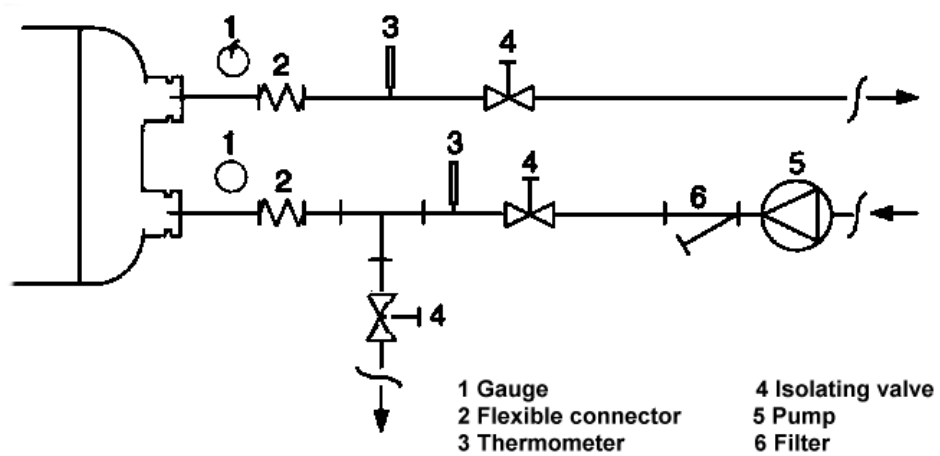 1
2
3
4
1
2
3
4
6
5
4
1 Gauge
2 Flexible connector
3 Thermometer
4 Isolating valve
5 Pump
6 Filter